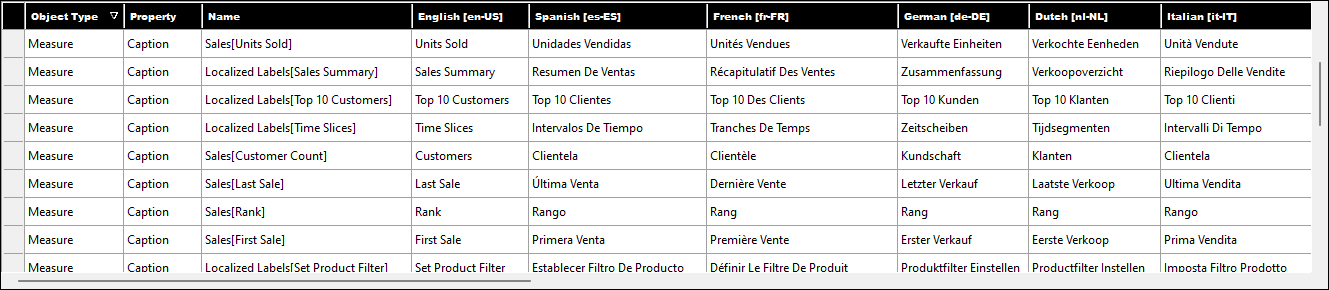 Object Type Property Name English [en-US] Spanish [es-ES] French [fr-FR] German [de-DE] Dutch [nl-NL] Italian [it-IT]
Measure Caption Sales[Units Sold] Units Sold Unidades Vendidas Unités Vendues Verkaufte Einheiten Verkochte Eenheden Unità Vendute
Measure Caption Localized Labels[Sales Summary] Sales Summary Resumen De Ventas Récapitulatif Des Ventes Zusammenfassung Verkoopoverzicht Riepilogo Delle Vendite
Measure Caption Localized Labels[Top 10 Customers] Top 10 Customers Top 10 Clientes Top 10 Des Clients Top 10 Kunden Top 10 Klanten Top 10 Clienti
Measure Caption Localized Labels[Time Slices] Time Slices Intervalos De Tiempo Tranches De Temps Zeitscheiben Tijdsegmenten Intervalli Di Tempo
Measure Caption Sales[Customer Count] Customers Clientela Clientèle Kundschaft Klanten Clientela
Measure Caption Sales[Last Sale] Last Sale Última Venta Dernière Vente Letzter Verkauf Laatste Verkoop Ultima Vendita
Measure Caption Sales[Rank] Rank Rango Rang Rang Rang Rango
Measure Caption Sales[First Sale] First Sale Primera Venta Première Vente Erster Verkauf Eerste Verkoop Prima Vendita
Measure Caption Localized Labels[Set Product Filter] Set Product Filter Establecer Filtro De Producto Définir Le Filtre De Produit Produktfilter Einstellen Productfilter Instellen Imposta Filtro Prodotto